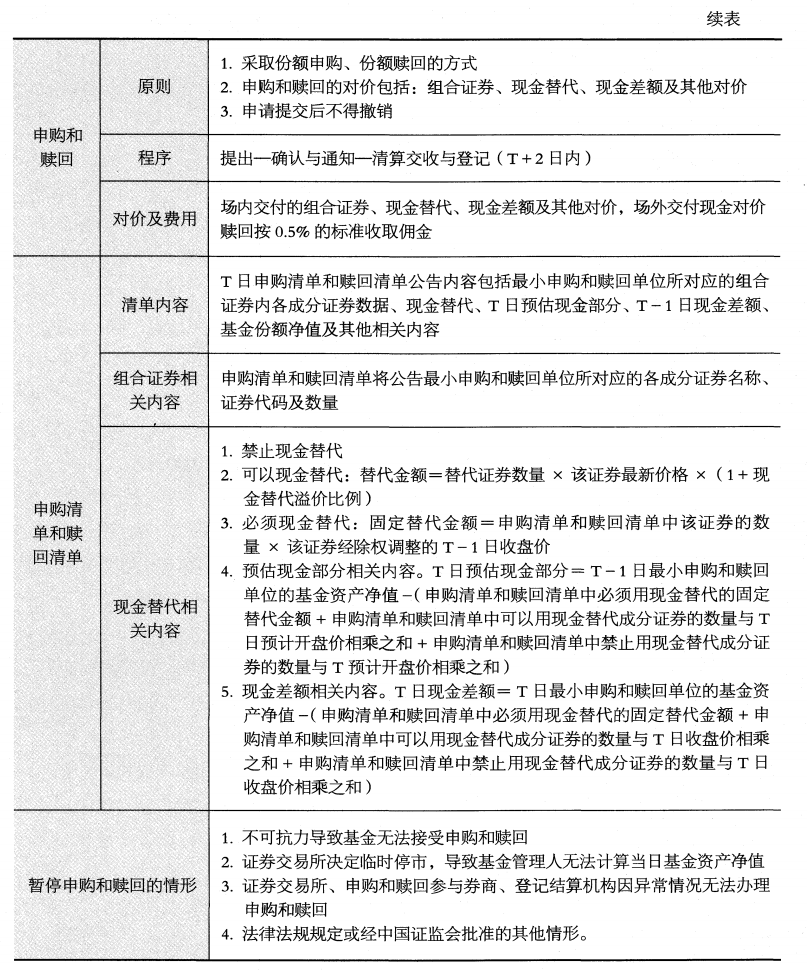 续表
申购和
赎回
原则
1. 采取份额申购、份额赎回的方式
2. 申购和赎回的对价包括：组合证券、现金替代、现金差额及其他对价
3. 申请提交后不得撤销
程序
提出—确认与通知—清算交收与登记（T+2日内）
对价及费用
场内交付的组合证券、现金替代、现金差额及其他对价，场外交付现金对价
赎回按 0.5% 的标准收取佣金
申购清
单和赎
回清单
清单内容
T 日申购清单和赎回清单公告内容包括最小申购和赎回单位所对应的组合
证券内各成分证券数据、现金替代、T 日预估现金部分、T－1 日现金差额、
基金份额净值及其他相关内容
组合证券相
关内容
申购清单和赎回清单将公告最小申购和赎回单位所对应的各成分证券名称、
证券代码及数量
现金替代相
关内容
1. 禁止现金替代
2. 可以现金替代：替代金额＝替代证券数量 × 该证券最新价格 ×（1+现
金替代溢价比例）
3. 必须现金替代：固定替代金额＝申购清单和赎回清单中该证券的数
量 × 该证券经除权调整的 T－1 日收盘价
4. 预估现金部分相关内容。T 日预估现金部分＝ T－1 日最小申购和赎回
单位的基金资产净值－（申购清单和赎回清单中必须用现金替代的固定
替代金额 + 申购清单和赎回清单中可以用现金替代成分证券的数量与 T
日预计开盘价相乘之和 + 申购清单和赎回清单中禁止用现金替代成分证
券的数量与 T 预计开盘价相乘之和）
5. 现金差额相关内容。T 日现金差额＝ T 日最小申购和赎回单位的基金资
产净值－（申购清单和赎回清单中必须用现金替代的固定替代金额 + 申
购清单和赎回清单中可以用现金替代成分证券的数量与 T 日收盘价相乘
之和 + 申购清单和赎回清单中禁止用现金替代成分证券的数量与 T 日
收盘价相乘之和）
暂停申购和赎回的情形
1. 不可抗力导致基金无法接受申购和赎回
2. 证券交易所决定临时停市，导致基金管理人无法计算当日基金资产净值
3. 证券交易所、申购和赎回参与券商、登记结算机构因异常情况无法办理
申购和赎回
4. 法律法规规定或经中国证监会批准的其他情形。